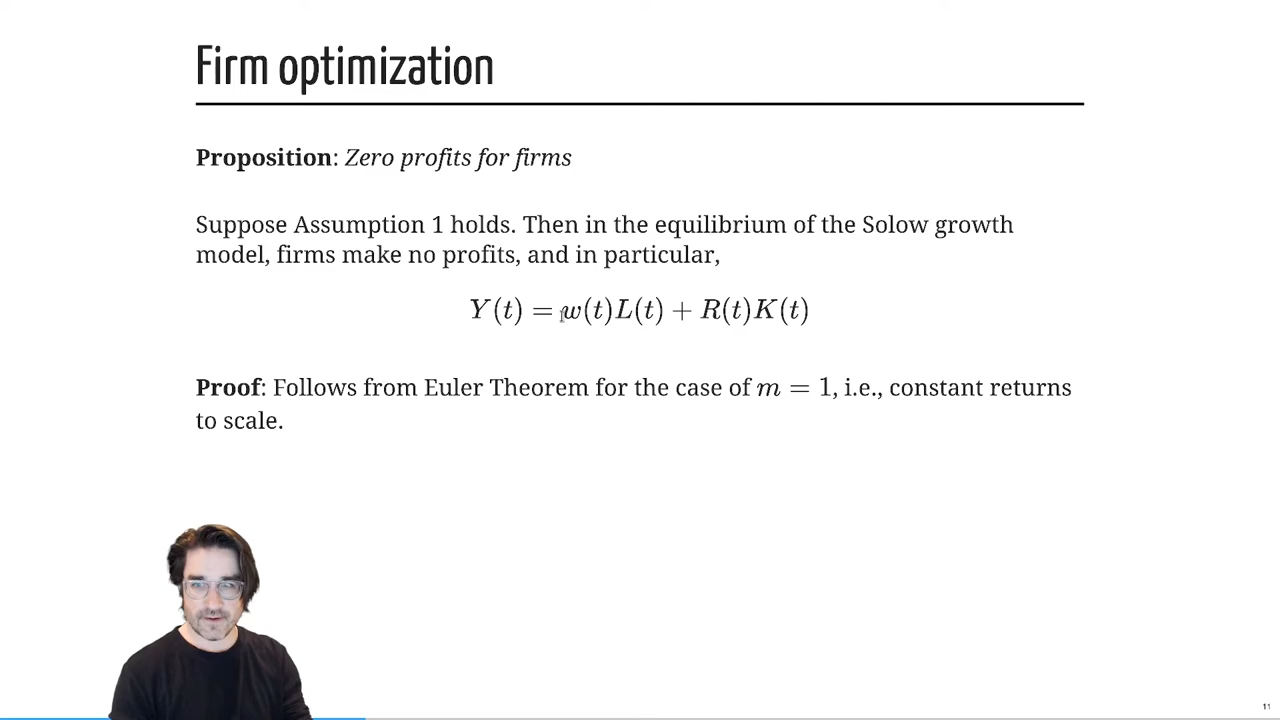 Firm optimization
Proposition: Zero profits for firms
Suppose Assumption 1 holds. Then in the equilibrium of the Solow growth
model, firms make no profits, and in particular,
Y(t) = w(t)L(t) + R(t)K(t)
Proof: Follows from Euler Theorem for the case of m = 1, i.e., constant returns
to scale.
11